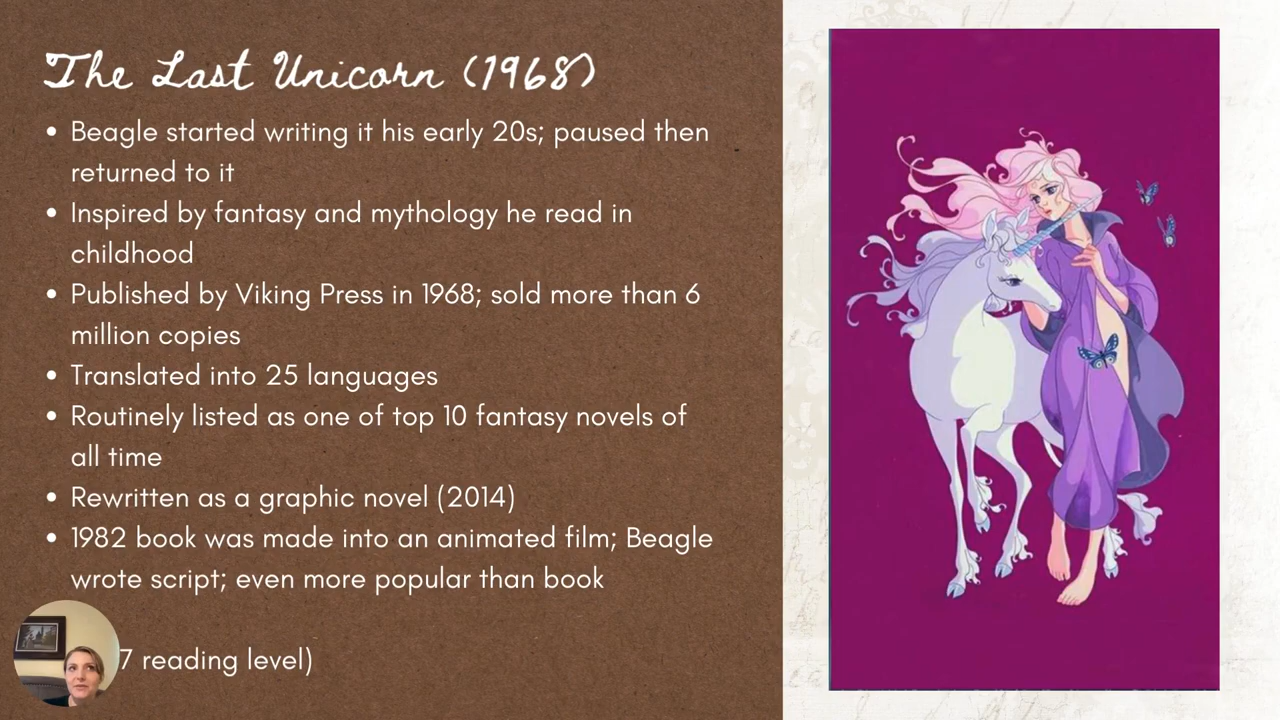 The Last Unicorn (1968)
• Beagle started writing it his early 20s; paused then
returned to it
• Inspired by fantasy and mythology he read in
childhood
• Published by Viking Press in 1968; sold more than 6
million copies
• Translated into 25 languages
• Routinely listed as one of top 10 fantasy novels of
all time
• Rewritten as a graphic novel (2014)
• 1982 book was made into an animated film; Beagle
wrote script; even more popular than book
7 reading level)